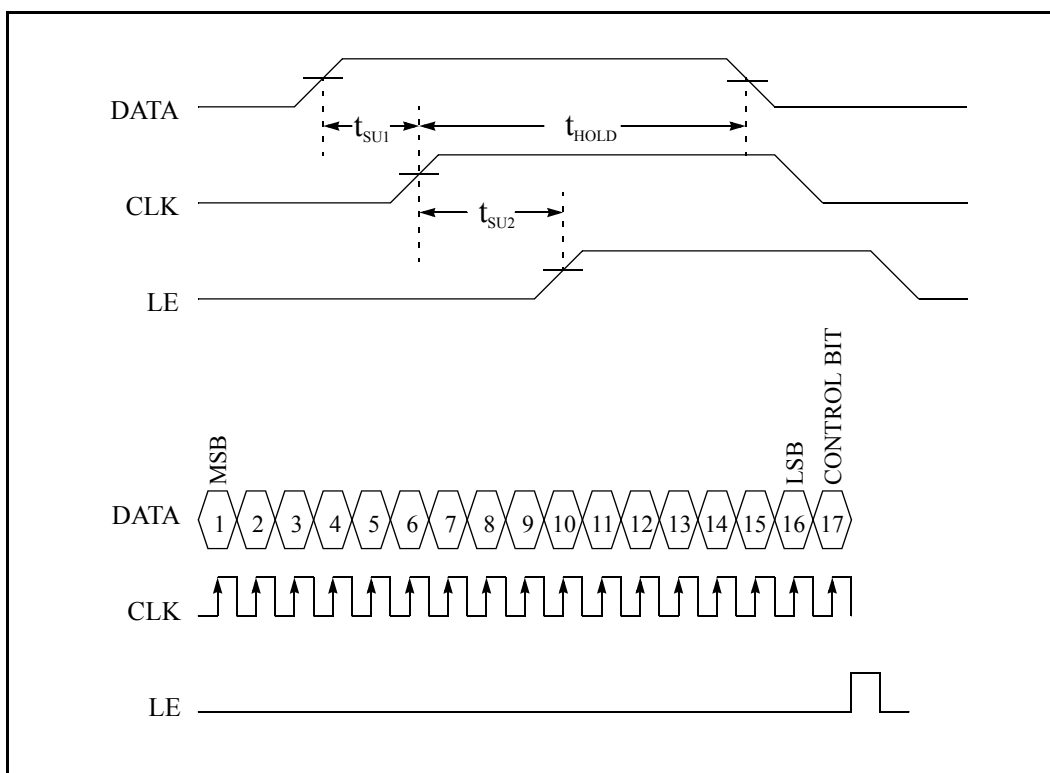 DATA
tSU1
tHOLD
CLK
tSU2
LE
MSB
LSB
CONTROL BIT
DATA
1 2 3 4 5 6 7 8 9 10 11 12 13 14 15 16 17
CLK
LE